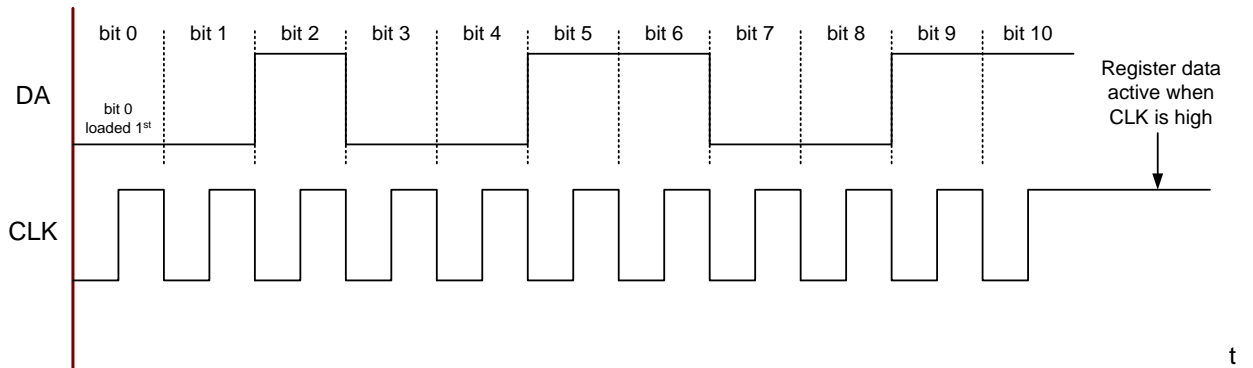 bit 0 bit 1 bit 2 bit 3 bit 4 bit 5 bit 6 bit 7 bit 8 bit 9 bit 10
DA
bit 0
loaded 1st
Register data
active when
CLK is high
CLK
t